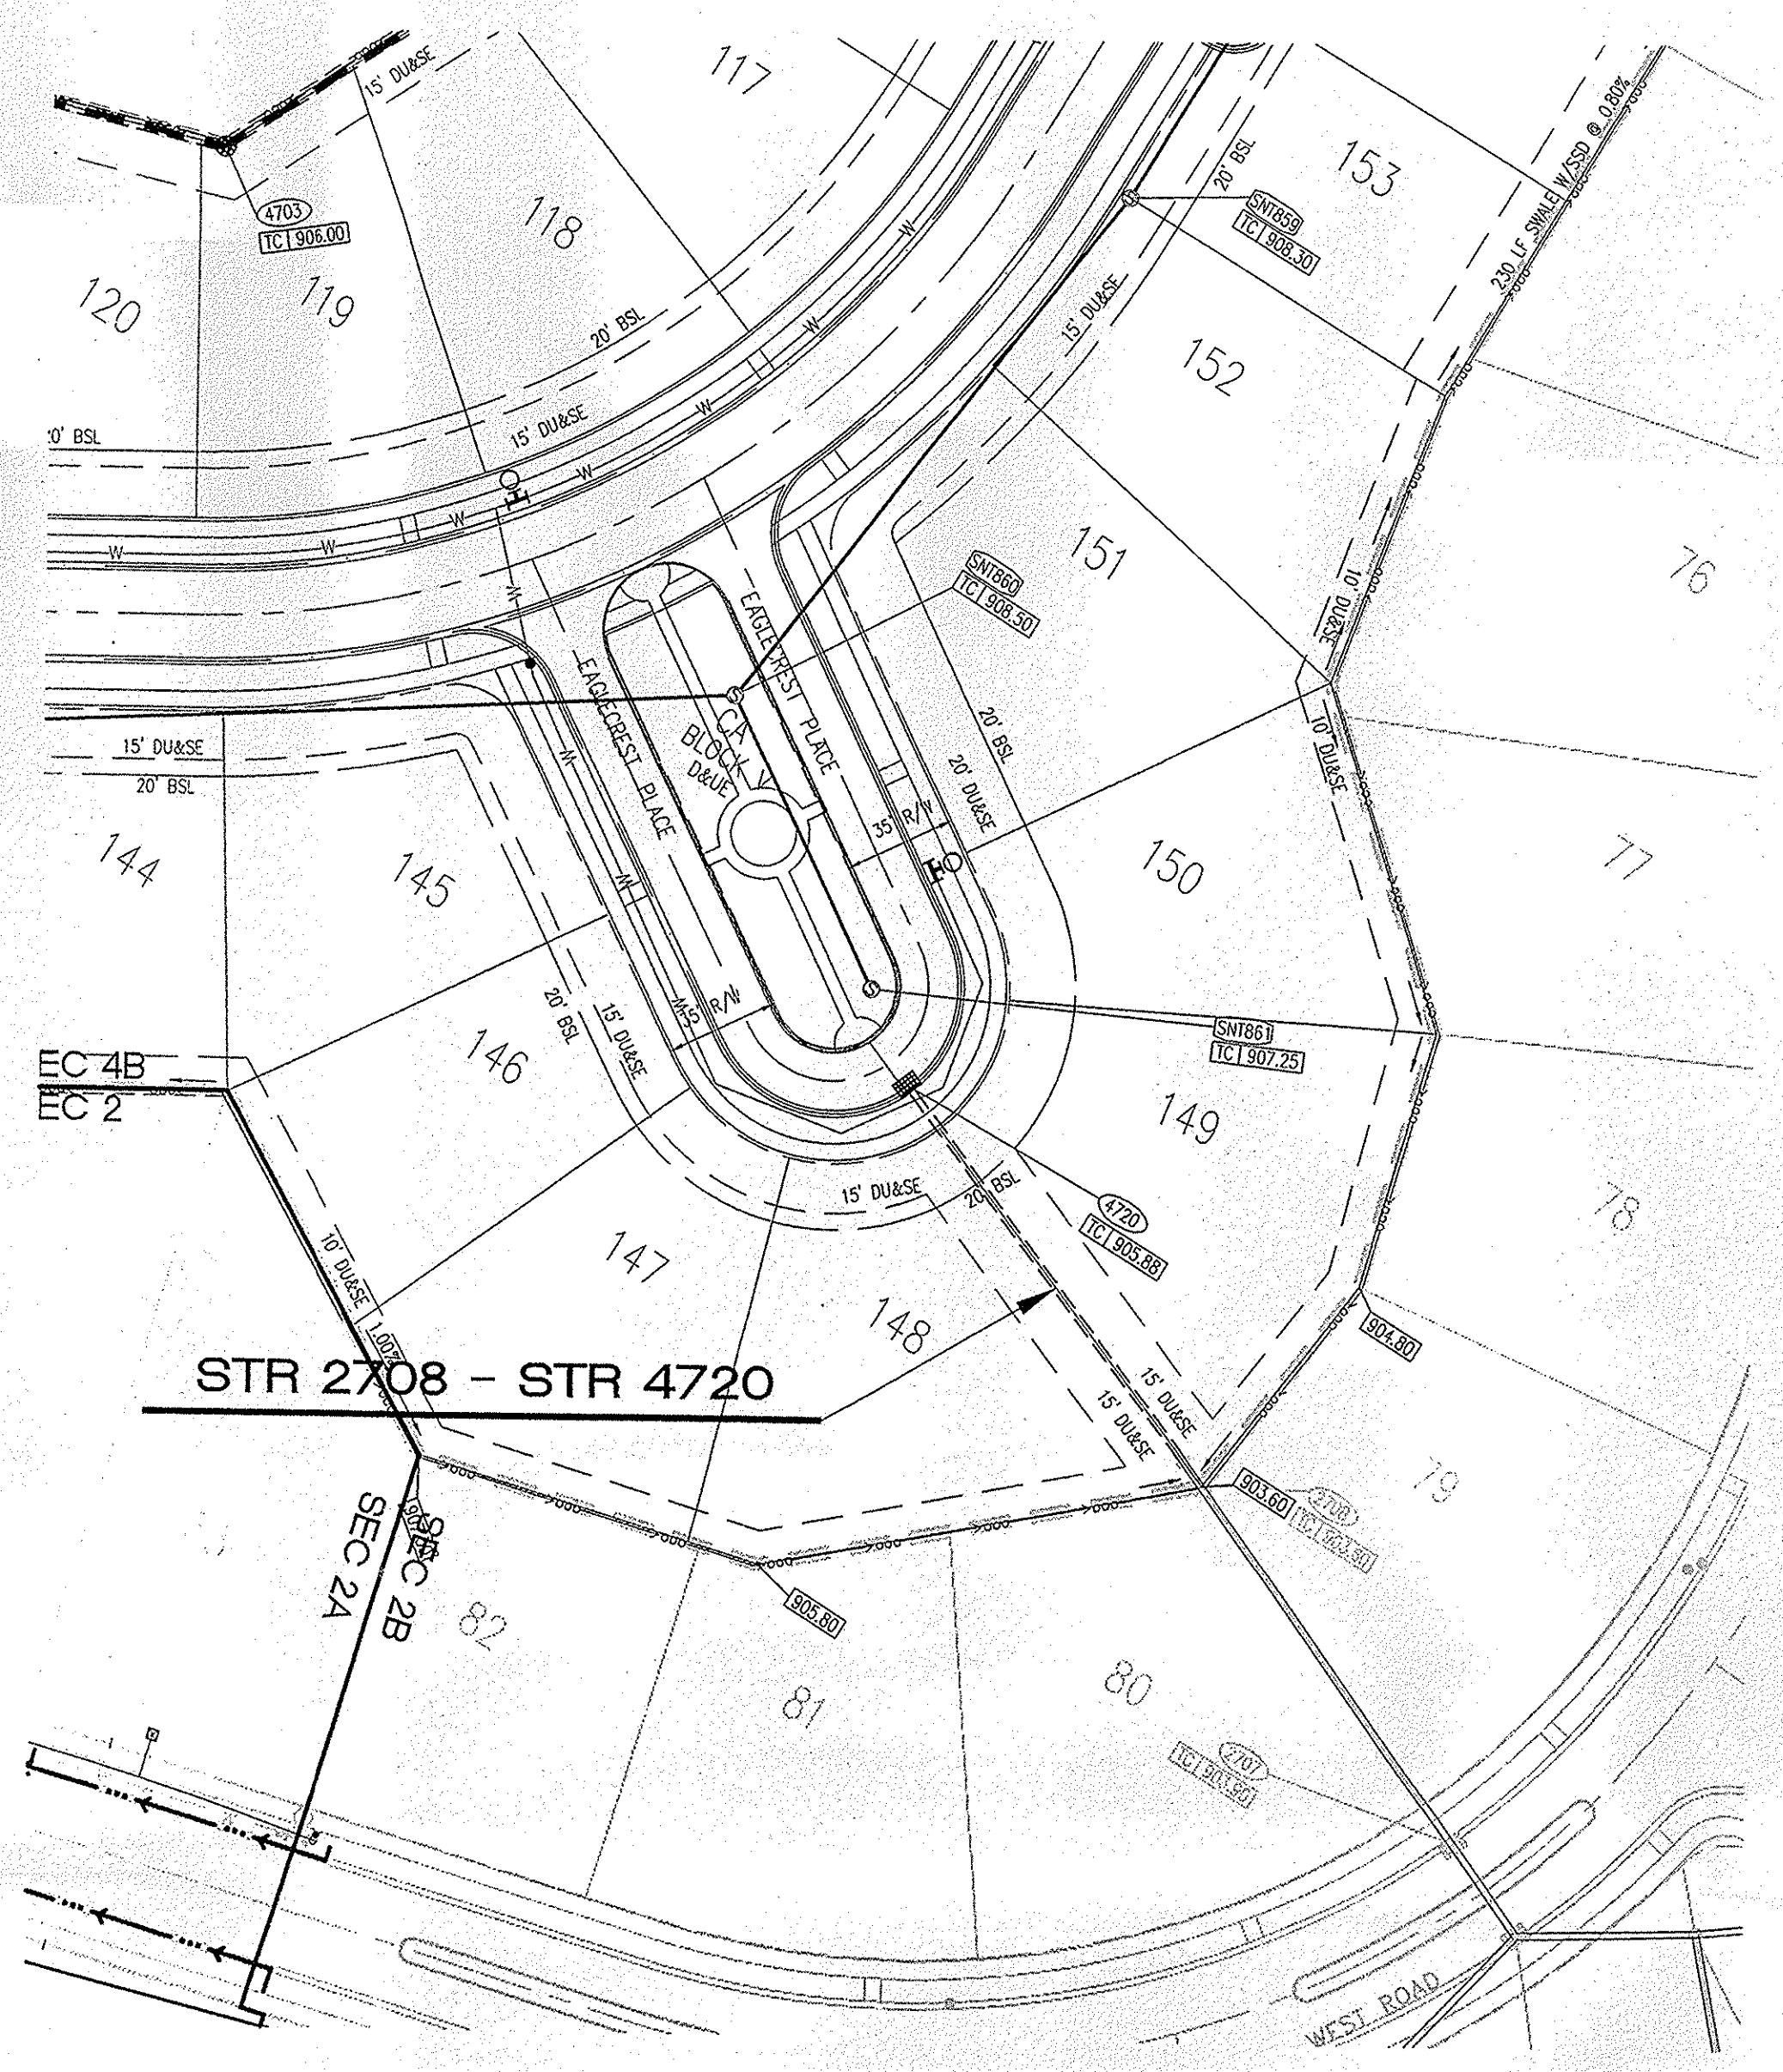 117
15' DU&SE
153
20' BSL
230 LF SWALE W/SSD @ 0.80%
4703
TC 906.00
118
SNT859
TC 908.30
120
119
W
20' BSL
15' DU&SE
W
152
W
15' DU&SE
W
W
W
W
151
SNT860
TC 908.50
76
10' DU&SE
W
EAGLECREST PLACE
EAGLECREST PLACE
CA
BLOCK Y
D&UE
15' DU&SE
20' BSL
20' BSL
10' DU&SE
20' DU&SE
W
35' R/W
144
145
150
77
W
20' BSL
15' DU&SE
35' R/W
SNT861
TC 907.25
146
EC 4B
EC 2
149
15' DU&SE
20' BSL
4720
TC 905.88
78
10' DU&SE
147
148
904.80
1.00%
STR 2708 - STR 4720
15' DU&SE
15' DU&SE
79
903.60
2708
TC 903.50
SEC 2A
SEC 2B
82
905.80
81
80
2707
WEST ROAD